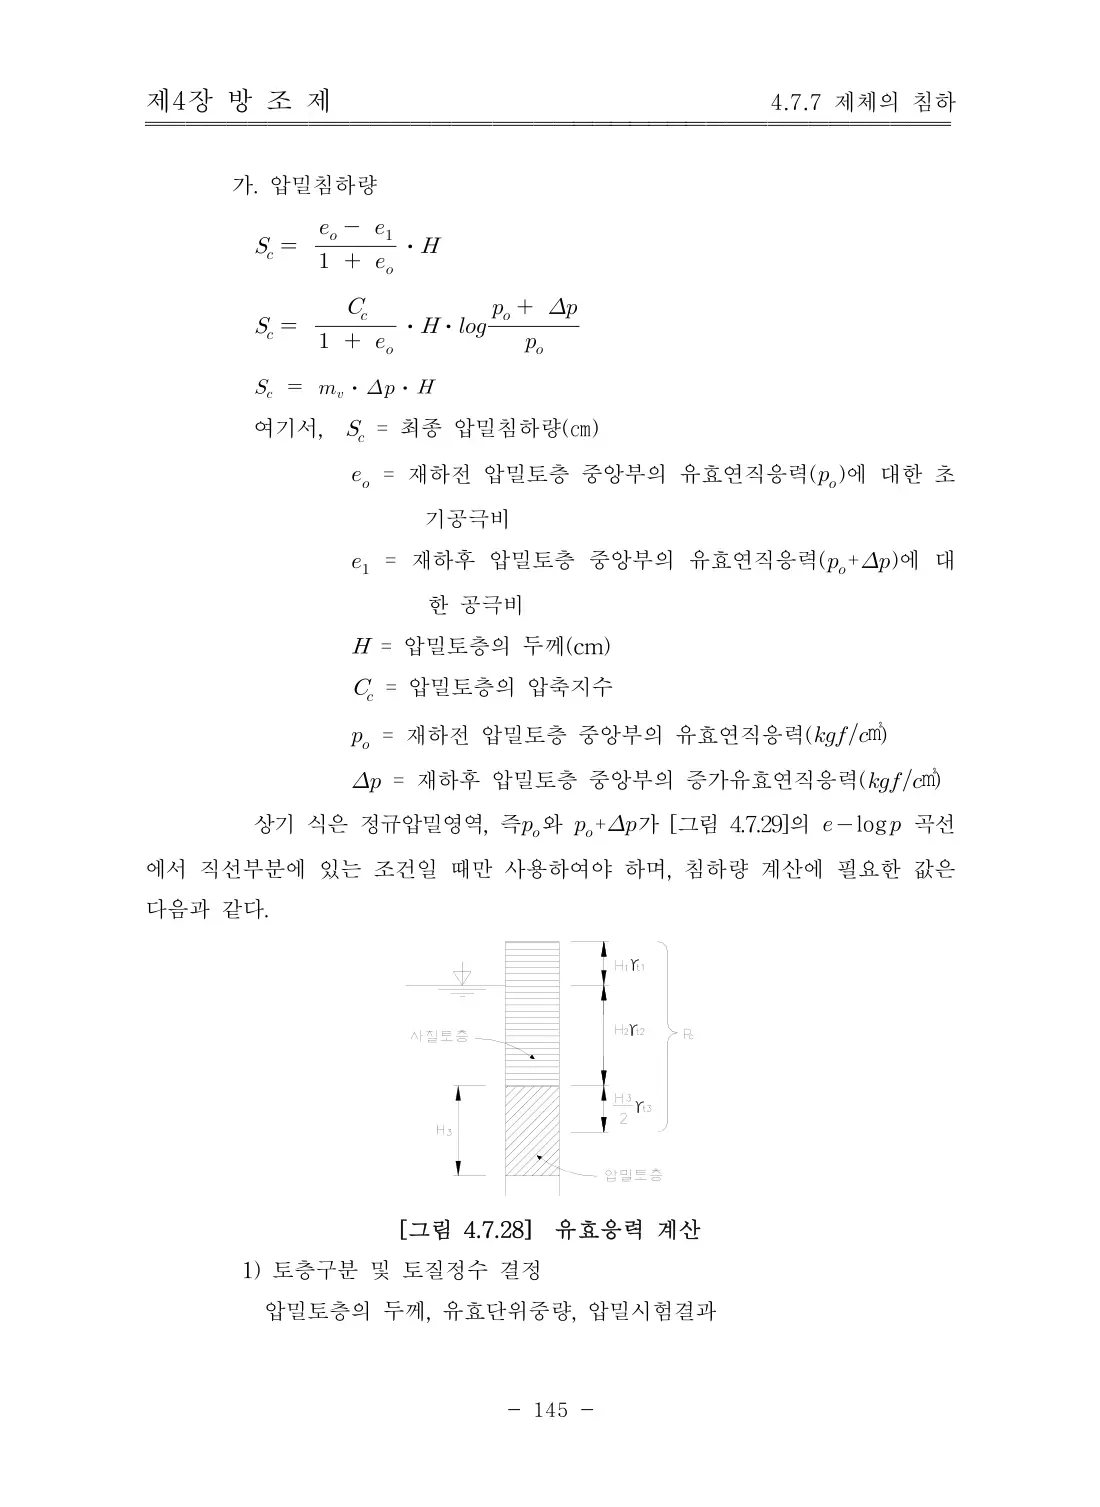 제4장 방 조 제 4.7.7 제체의 침하
가. 압밀침하량
S_c = (e_o − e_1)/(1 + e_o) · H
S_c = C_c/(1 + e_o) · H · log (p_o + Δp)/p_o
S_c = m_v · Δp · H
여기서, S_c = 최종 압밀침하량(㎝)
e_o = 재하전 압밀토층 중앙부의 유효연직응력(p_o)에 대한 초
기공극비
e_1 = 재하후 압밀토층 중앙부의 유효연직응력(p_o+Δp)에 대
한 공극비
H = 압밀토층의 두께(cm)
C_c = 압밀토층의 압축지수
p_o = 재하전 압밀토층 중앙부의 유효연직응력(kgf/c㎡)
Δp = 재하후 압밀토층 중앙부의 증가유효연직응력(kgf/c㎡)
상기 식은 정규압밀영역, 즉p_o와 p_o+Δp가 [그림 4.7.29]의 e−log p 곡선
에서 직선부분에 있는 조건일 때만 사용하여야 하며, 침하량 계산에 필요한 값은
다음과 같다.
H1γt1
H2γt2
사질토층
Po
H3/2 γt3
H3
압밀토층
[그림 4.7.28] 유효응력 계산
1) 토층구분 및 토질정수 결정
압밀토층의 두께, 유효단위중량, 압밀시험결과
- 145 -